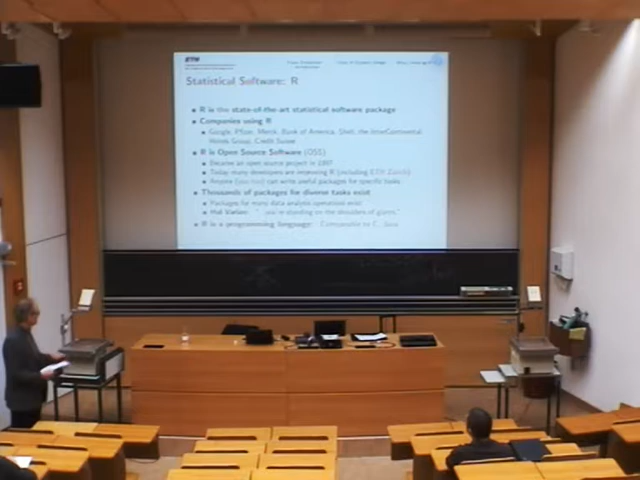 ETH
Statistical Software: R
R is the state-of-the-art statistical software package
Companies using R
Google, Pfizer, Merck, Bank of America, Shell, the InterContinental
Hotels Group, Credit Suisse
R is Open Source Software (OSS)
Became an open source project in 1997
Today many developers are improving R (including ETH Zurich)
Anyone (you too!) can write useful packages for specific tasks
Thousands of packages for diverse tasks exist
Packages for many data analysis operations exist
Hal Varian: "... you're standing on the shoulders of giants."
R is a programming language: Comparable to C, Java